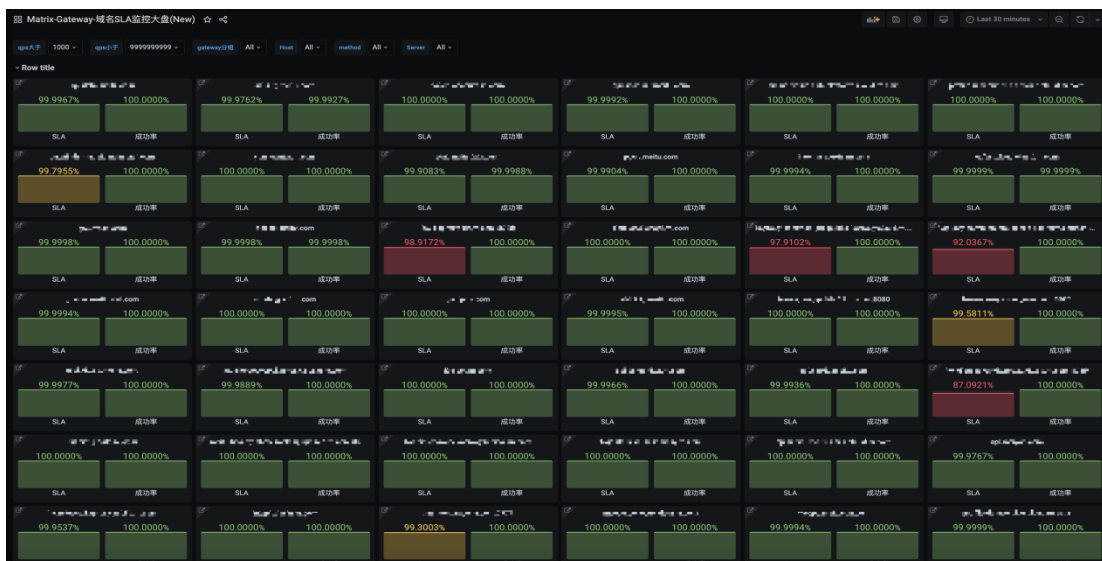 Matrix-Gateway-域名SLA监控大盘(New)
Last 30 minutes
qps大于 1000 qps小于 9999999999 gateway分组 All Host All method All Server All
Row title
99.9967% 100.0000% 99.9762% 99.9927% 100.0000% 100.0000% 99.9992% 100.0000% 100.0000% 100.0000% 100.0000% 100.0000%
SLA 成功率 SLA 成功率 SLA 成功率 SLA 成功率 SLA 成功率 SLA 成功率
.meitu.com
99.7955% 100.0000% 100.0000% 100.0000% 99.9083% 99.9988% 99.9904% 100.0000% 99.9994% 100.0000% 99.9999% 99.9999%
SLA 成功率 SLA 成功率 SLA 成功率 SLA 成功率 SLA 成功率 SLA 成功率
.com .com
99.9998% 100.0000% 99.9998% 99.9998% 98.9172% 100.0000% 100.0000% 100.0000% 97.9102% 100.0000% 92.0367% 100.0000%
SLA 成功率 SLA 成功率 SLA 成功率 SLA 成功率 SLA 成功率 SLA 成功率
.com .com .com .com :8080
99.9994% 100.0000% 100.0000% 100.0000% 100.0000% 100.0000% 99.9995% 100.0000% 100.0000% 100.0000% 99.5811% 100.0000%
SLA 成功率 SLA 成功率 SLA 成功率 SLA 成功率 SLA 成功率 SLA 成功率
99.9977% 100.0000% 99.9889% 100.0000% 100.0000% 100.0000% 99.9966% 100.0000% 99.9936% 100.0000% 87.0921% 100.0000%
SLA 成功率 SLA 成功率 SLA 成功率 SLA 成功率 SLA 成功率 SLA 成功率
api.
100.0000% 100.0000% 100.0000% 100.0000% 100.0000% 100.0000% 100.0000% 100.0000% 100.0000% 100.0000% 99.9767% 100.0000%
SLA 成功率 SLA 成功率 SLA 成功率 SLA 成功率 SLA 成功率 SLA 成功率
99.9537% 100.0000% 100.0000% 100.0000% 99.3003% 100.0000% 100.0000% 100.0000% 99.9994% 100.0000% 99.9999% 100.0000%